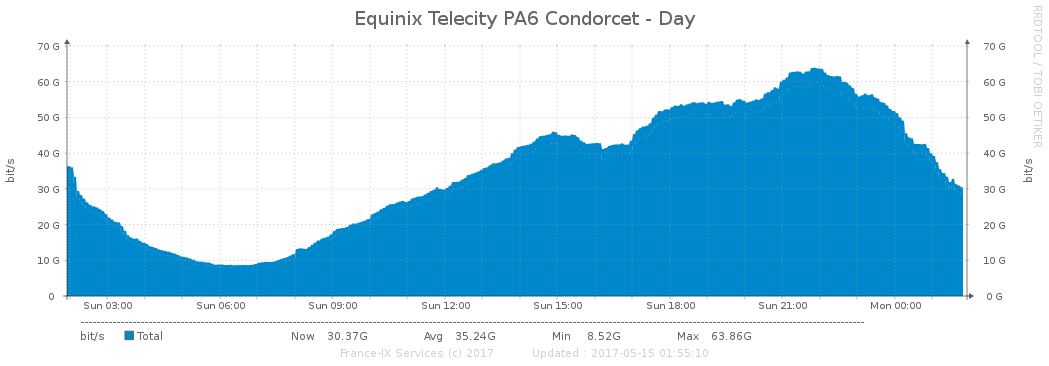 Equinix Telecity PA6 Condorcet - Day
RRDTOOL / TOBI OETIKER
bit/s
70 G
60 G
50 G
40 G
30 G
20 G
10 G
0
70 G
60 G
50 G
40 G
30 G
20 G
10 G
0 G
bit/s
Sun 03:00 Sun 06:00 Sun 09:00 Sun 12:00 Sun 15:00 Sun 18:00 Sun 21:00 Mon 00:00
bit/s Total Now 30.37G Avg 35.24G Min 8.52G Max 63.86G
France-IX Services (c) 2017 Updated : 2017-05-15 01:55:10